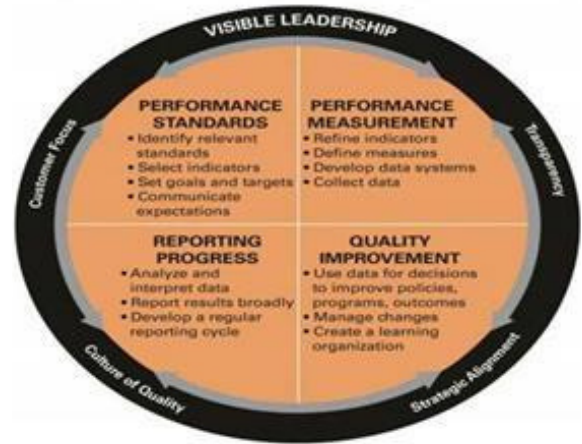 VISIBLE LEADERSHIP
PERFORMANCE
STANDARDS
• Identify relevant
standards
• Select indicators
• Set goals and targets
• Communicate
expectations
PERFORMANCE
MEASUREMENT
• Refine indicators
• Define measures
• Develop data systems
• Collect data
Customer Focus
Transparency
REPORTING
PROGRESS
• Analyze and
interpret data
• Report results broadly
• Develop a regular
reporting cycle
QUALITY
IMPROVEMENT
• Use data for decisions
to improve policies,
programs, outcomes
• Manage changes
• Create a learning
organization
Culture of Quality
Strategic Alignment